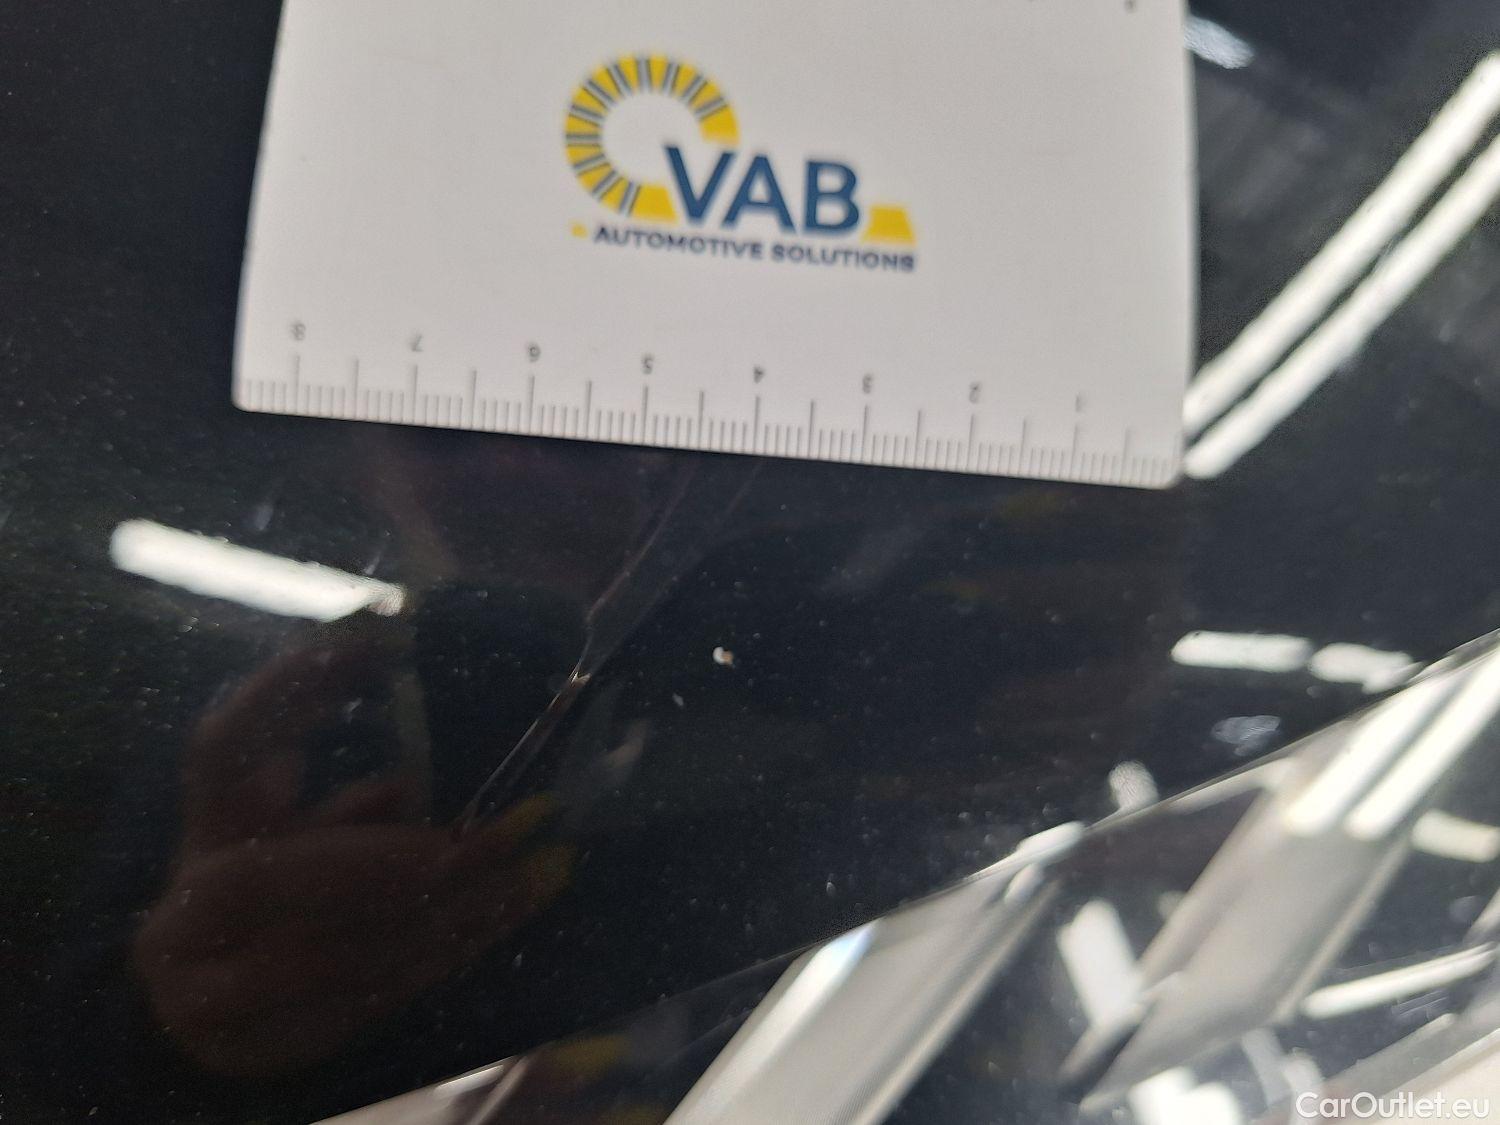 VAB
AUTOMOTIVE SOLUTIONS
8 7 6 5 4 3 2 1
CarOutlet.eu